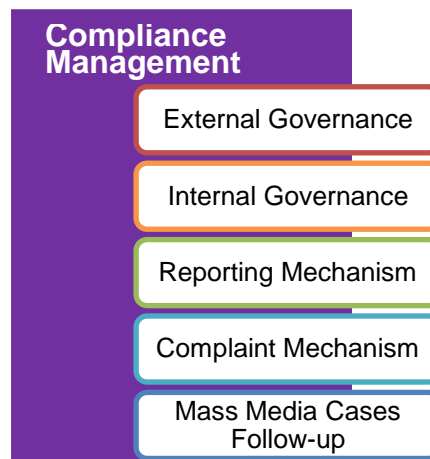 Compliance
Management
External Governance
Internal Governance
Reporting Mechanism
Complaint Mechanism
Mass Media Cases
Follow-up